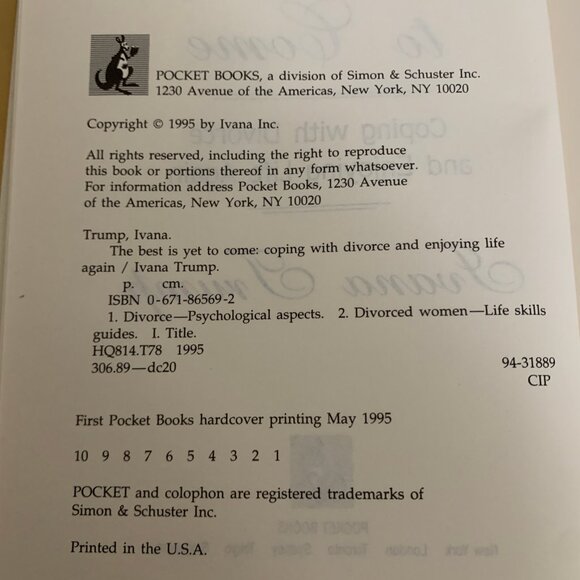 POCKET BOOKS, a division of Simon & Schuster Inc.
1230 Avenue of the Americas, New York, NY 10020
Copyright © 1995 by Ivana Inc.
All rights reserved, including the right to reproduce
this book or portions thereof in any form whatsoever.
For information address Pocket Books, 1230 Avenue
of the Americas, New York, NY 10020
Trump, Ivana.
The best is yet to come: coping with divorce and enjoying life
again / Ivana Trump.
p. cm.
ISBN 0-671-86569-2
1. Divorce—Psychological aspects. 2. Divorced women—Life skills
guides. I. Title.
HQ814.T78 1995
306.89—dc20 94-31889
CIP
First Pocket Books hardcover printing May 1995
10 9 8 7 6 5 4 3 2 1
POCKET and colophon are registered trademarks of
Simon & Schuster Inc.
Printed in the U.S.A.